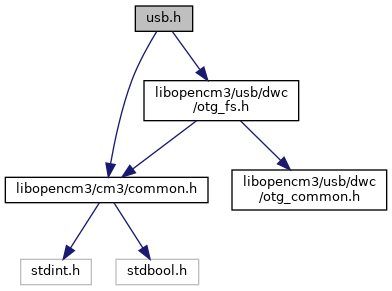 usb.h
libopencm3/usb/dwc
/otg_fs.h
libopencm3/cm3/common.h
libopencm3/usb/dwc
/otg_common.h
stdint.h
stdbool.h